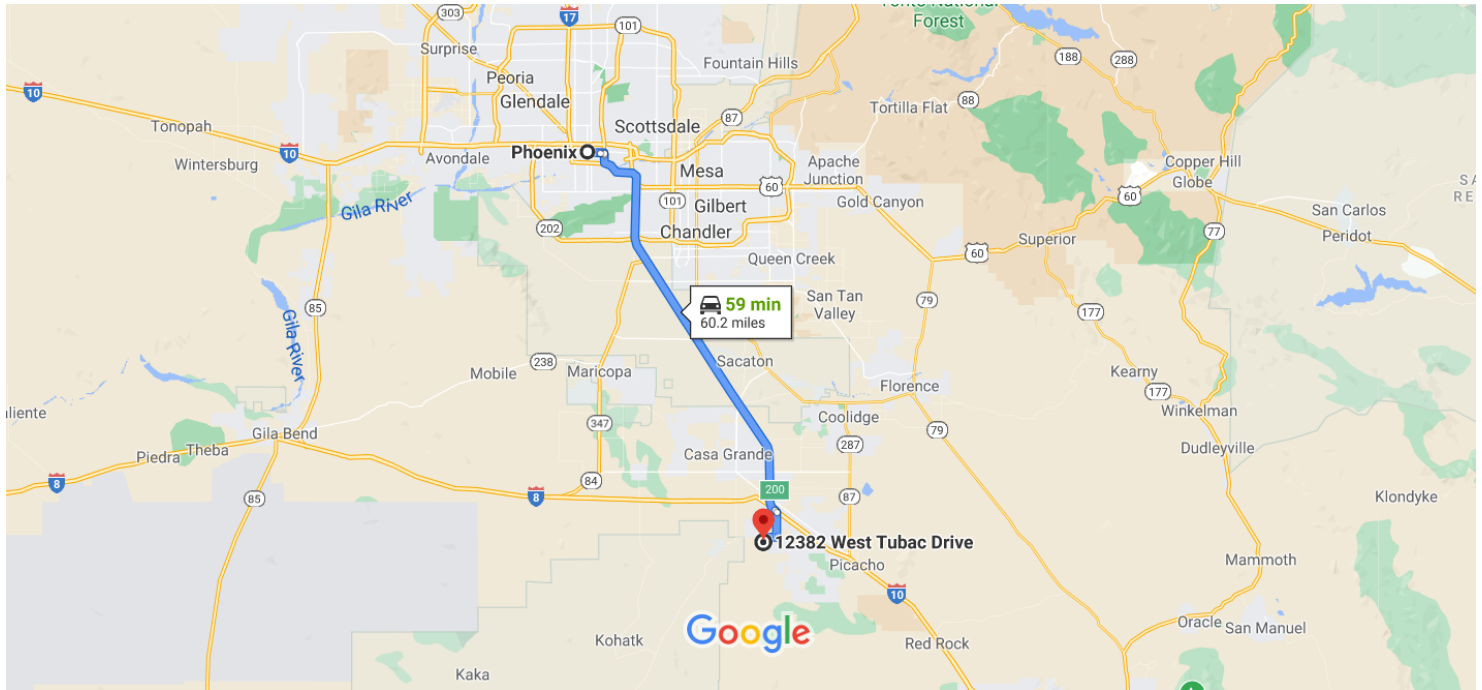 Tonto National
Forest
303
17
101
Surprise
Fountain Hills
188
288
Peoria
Glendale
10
Tortilla Flat
88
87
Tonopah
Scottsdale
10
Wintersburg
Avondale
Phoenix
Mesa
Apache
Junction
Copper Hill
Globe
60
60
101
Gilbert
Gold Canyon
Gila River
202
Chandler
San Carlos
Peridot
77
Superior
60
Queen Creek
59 min
60.2 miles
San Tan
Valley
79
85
177
Gila River
238
Mobile
Maricopa
Sacaton
Florence
Kearny
177
Winkelman
aliente
347
Coolidge
Gila Bend
287
79
Dudleyville
Piedra
Theba
Casa Grande
8
84
200
85
8
87
Klondyke
12382 West Tubac Drive
Picacho
Mammoth
10
Google
Kohatk
Red Rock
Oracle
San Manuel
Kaka